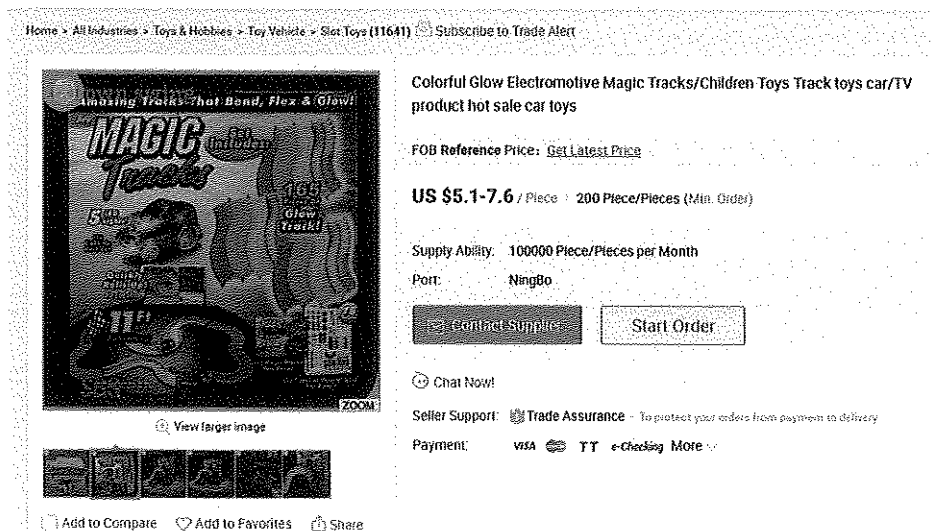 Home > All Industries > Toys & Hobbies > Toy Vehicle > Slot Toys (11641) Subscribe to Trade Alert
Amazing Tracks That Bend, Flex & Glow!
MAGIC
Tracks
Set
Includes:
165
Glow
Track!
11 Ft
ZOOM
View larger image
Add to Compare Add to Favorites Share
Colorful Glow Electromotive Magic Tracks/Children Toys Track toys car/TV
product hot sale car toys
FOB Reference Price: Get Latest Price
US $5.1-7.6 / Piece 200 Piece/Pieces (Min. Order)
Supply Ability: 100000 Piece/Pieces per Month
Port: NingBo
Contact Supplier Start Order
Chat Now!
Seller Support: Trade Assurance - To protect your orders from payment to delivery
Payment: VISA TT e-Checking More